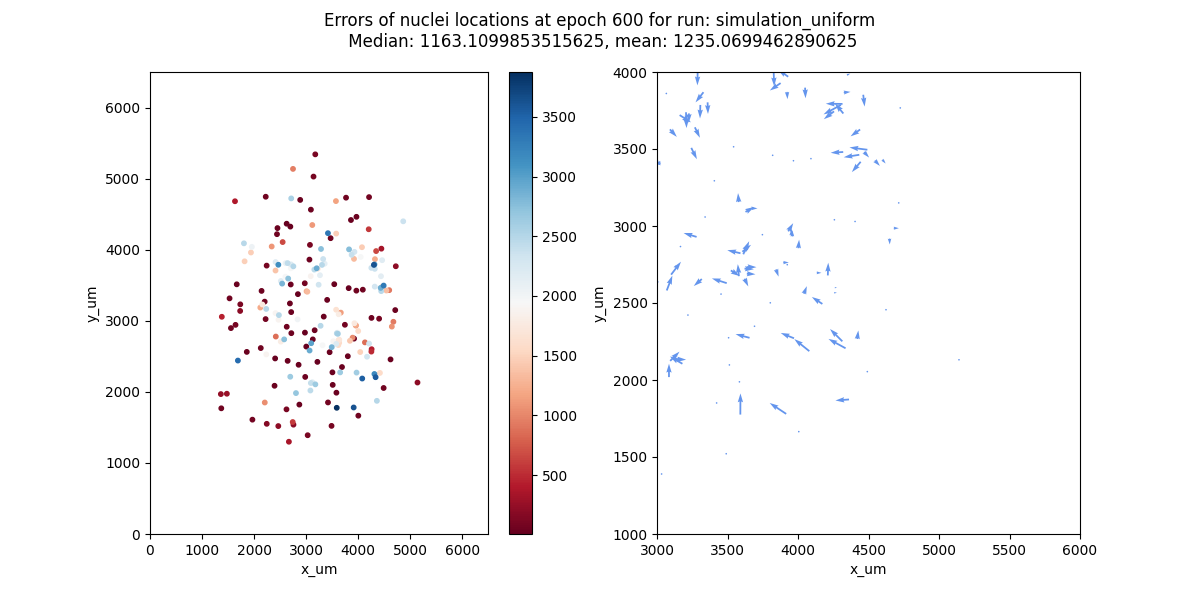 Errors of nuclei locations at epoch 600 for run: simulation_uniform
Median: 1163.1099853515625, mean: 1235.0699462890625
6000
5000
4000
3000
2000
1000
0
y_um
0 1000 2000 3000 4000 5000 6000
x_um
3500
3000
2500
2000
1500
1000
500
4000
3500
3000
2500
2000
1500
1000
y_um
3000 3500 4000 4500 5000 5500 6000
x_um